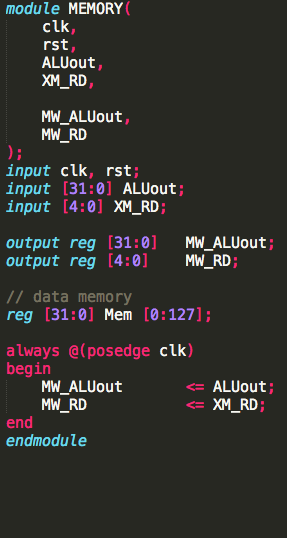 module MEMORY(
    clk,
    rst,
    ALUout,
    XM_RD,

    MW_ALUout,
    MW_RD
);
input clk, rst;
input [31:0] ALUout;
input [4:0] XM_RD;

output reg [31:0]   MW_ALUout;
output reg [4:0]    MW_RD;

// data memory
reg [31:0] Mem [0:127];

always @(posedge clk)
begin
    MW_ALUout       <= ALUout;
    MW_RD           <= XM_RD;
end
endmodule